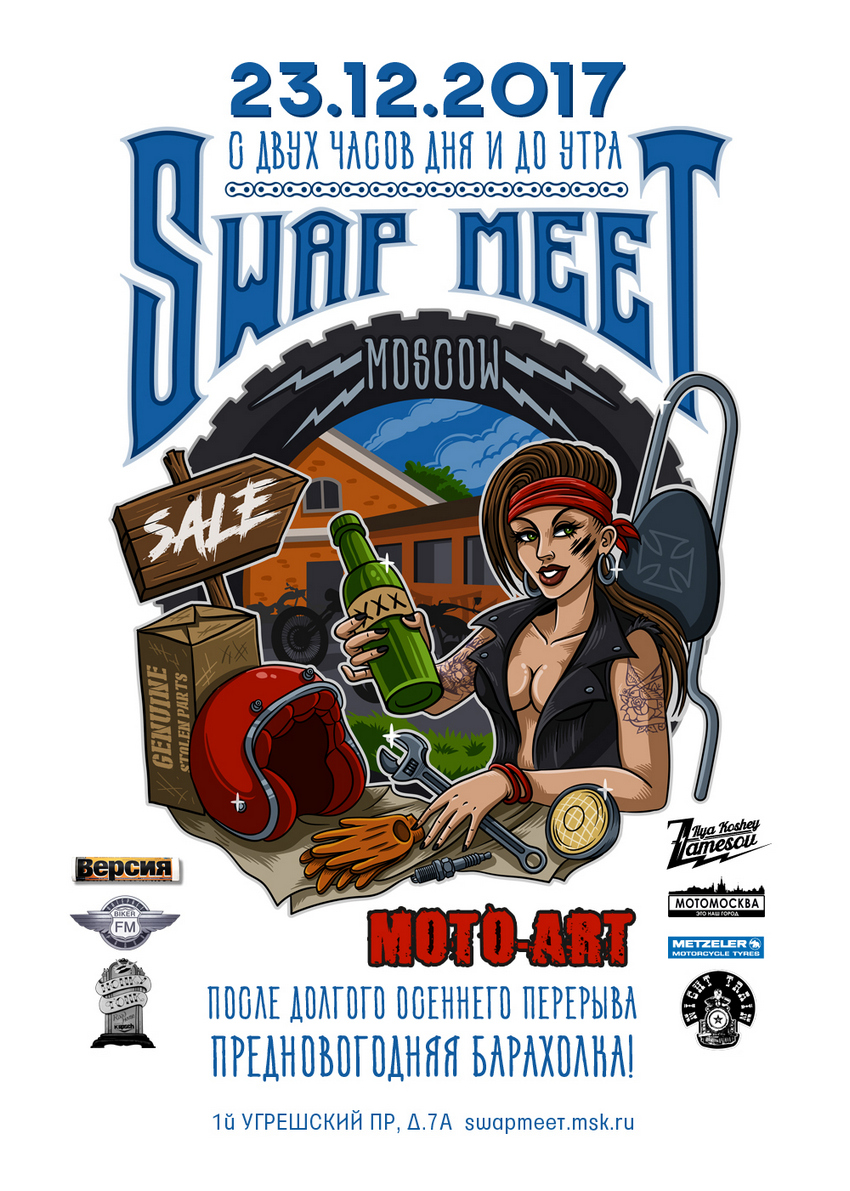 23.12.2017
С ДВУХ ЧАСОВ ДНЯ И ДО УТРА
SWAP MEET
MOSCOW
SALE
XXX
GENUINE
STOLEN PARTS
Ilya Koshey
Zamesov
Версия
МОТОМОСКВА
ЭТО НАШ ГОРОД
BIKER
FM
METZELER
MOTORCYCLE TYRES
MOTO-ART
HONKY
TONK
NIGHT TRAIN
ПОСЛЕ ДОЛГОГО ОСЕННЕГО ПЕРЕРЫВА
ПРЕДНОВОГОДНЯЯ БАРАХОЛКА!
1й УГРЕШСКИЙ ПР, Д.7А swapmeet.msk.ru